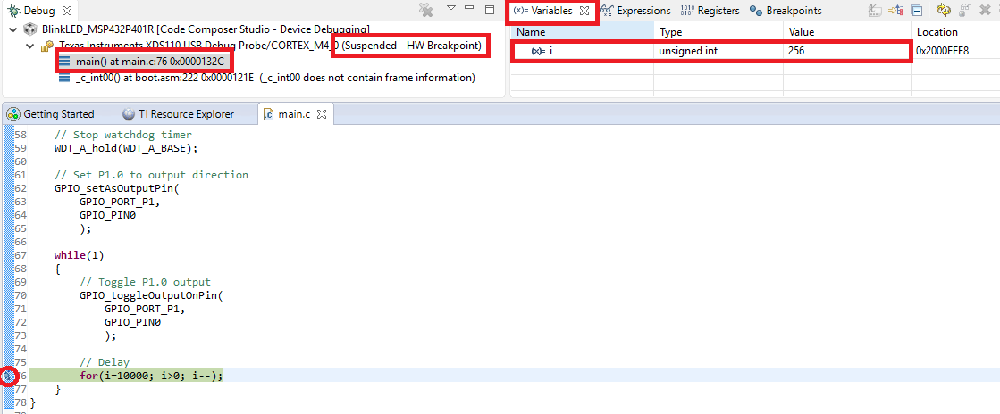 Debug
BlinkLED_MSP432P401R [Code Composer Studio - Device Debugging]
Texas Instruments XDS110 USB Debug Probe/CORTEX_M4_0 (Suspended - HW Breakpoint)
main() at main.c:76 0x0000132C
_c_int00() at boot.asm:222 0x0000121E (_c_int00 does not contain frame information)
(x)= Variables Expressions 1010 0101 Registers Breakpoints
Name Type Value Location
(x)= i unsigned int 256 0x2000FFF8
Getting Started TI Resource Explorer main.c
58 // Stop watchdog timer
59 WDT_A_hold(WDT_A_BASE);
60
61 // Set P1.0 to output direction
62 GPIO_setAsOutputPin(
63 GPIO_PORT_P1,
64 GPIO_PIN0
65 );
66
67 while(1)
68 {
69 // Toggle P1.0 output
70 GPIO_toggleOutputOnPin(
71 GPIO_PORT_P1,
72 GPIO_PIN0
73 );
74
75 // Delay
76 for(i=10000; i>0; i--);
77 }
78 }